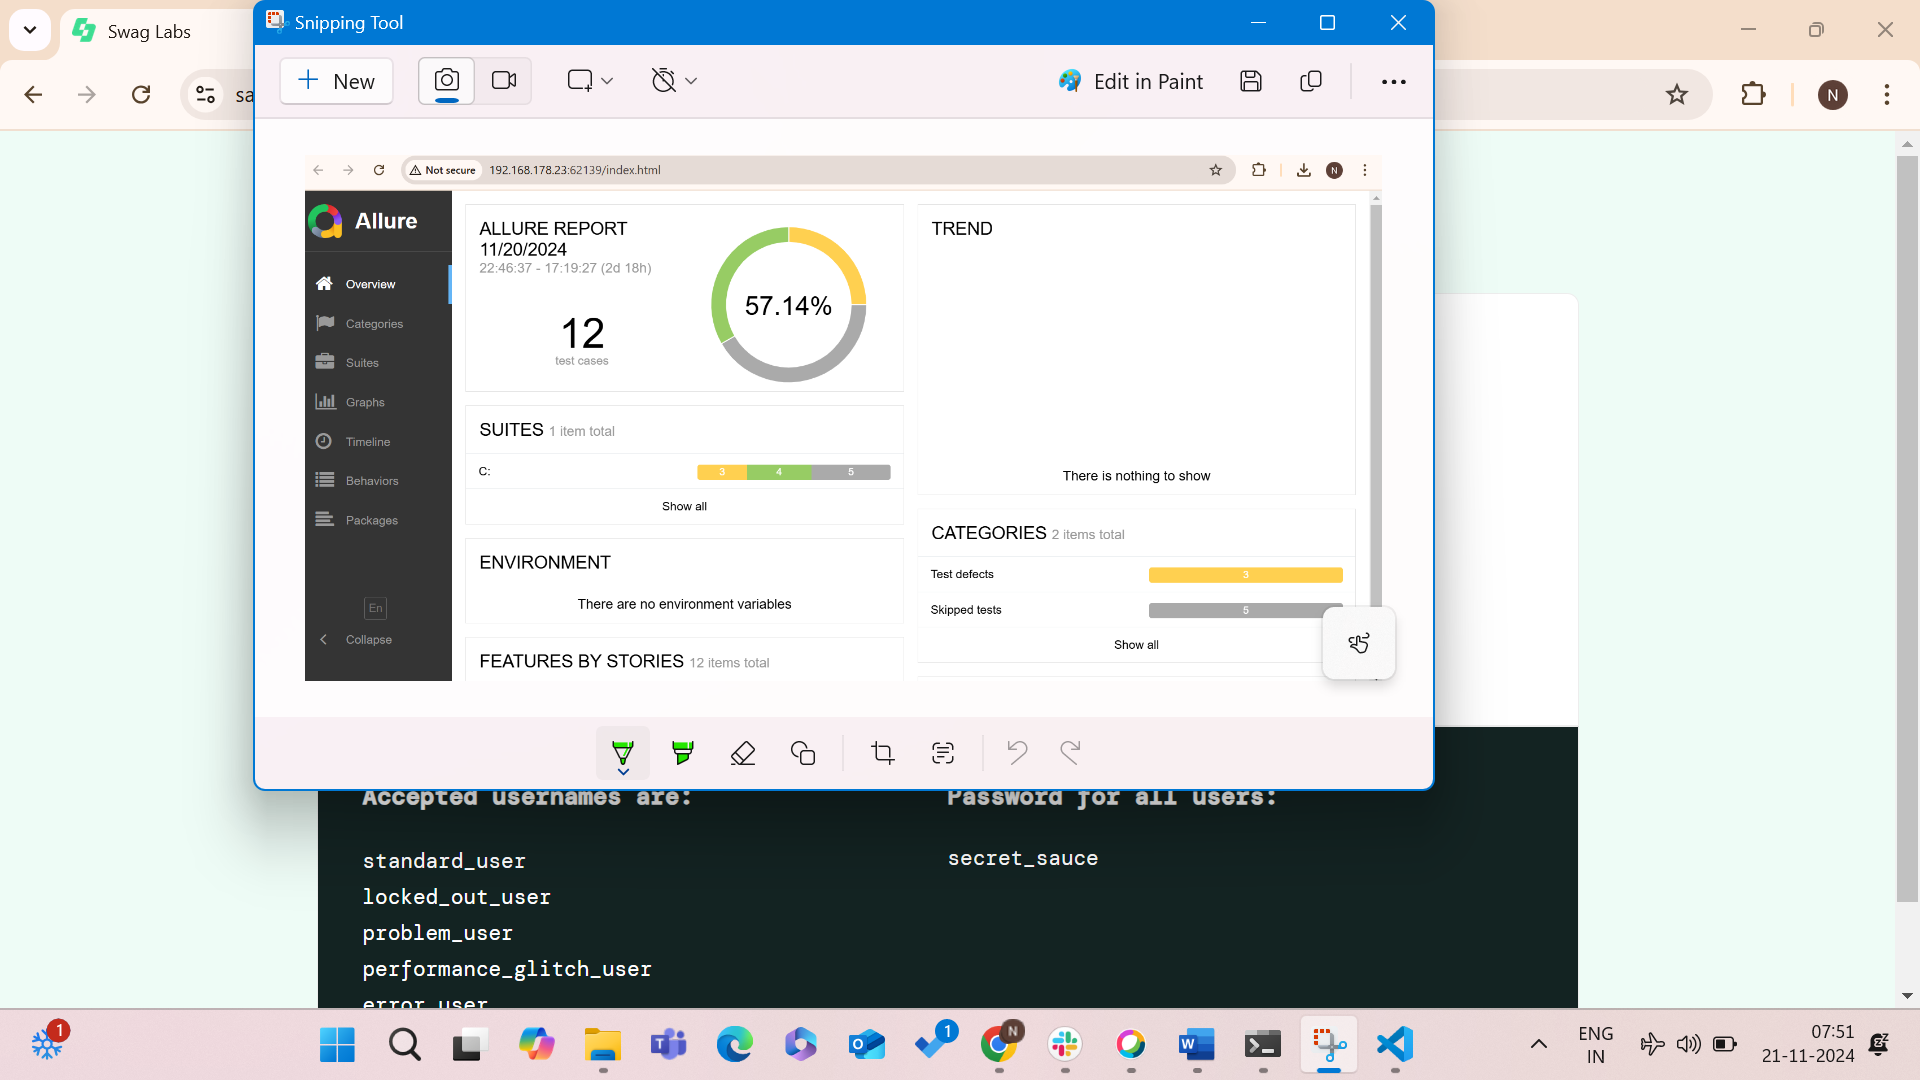 Swag Labs
Snipping Tool
New
Edit in Paint
sa
N
Not secure 192.168.178.23:62139/index.html
N
Allure
Overview
Categories
Suites
Graphs
Timeline
Behaviors
Packages
En
Collapse
ALLURE REPORT
11/20/2024
22:46:37 - 17:19:27 (2d 18h)
12
test cases
57.14%
SUITES 1 item total
C:
3 4 5
Show all
ENVIRONMENT
There are no environment variables
FEATURES BY STORIES 12 items total
TREND
There is nothing to show
CATEGORIES 2 items total
Test defects 3
Skipped tests 5
Show all
Accepted usernames are:
standard_user
locked_out_user
problem_user
performance_glitch_user
error_user
Password for all users:
secret_sauce
1
1
N
ENG
IN
07:51
21-11-2024